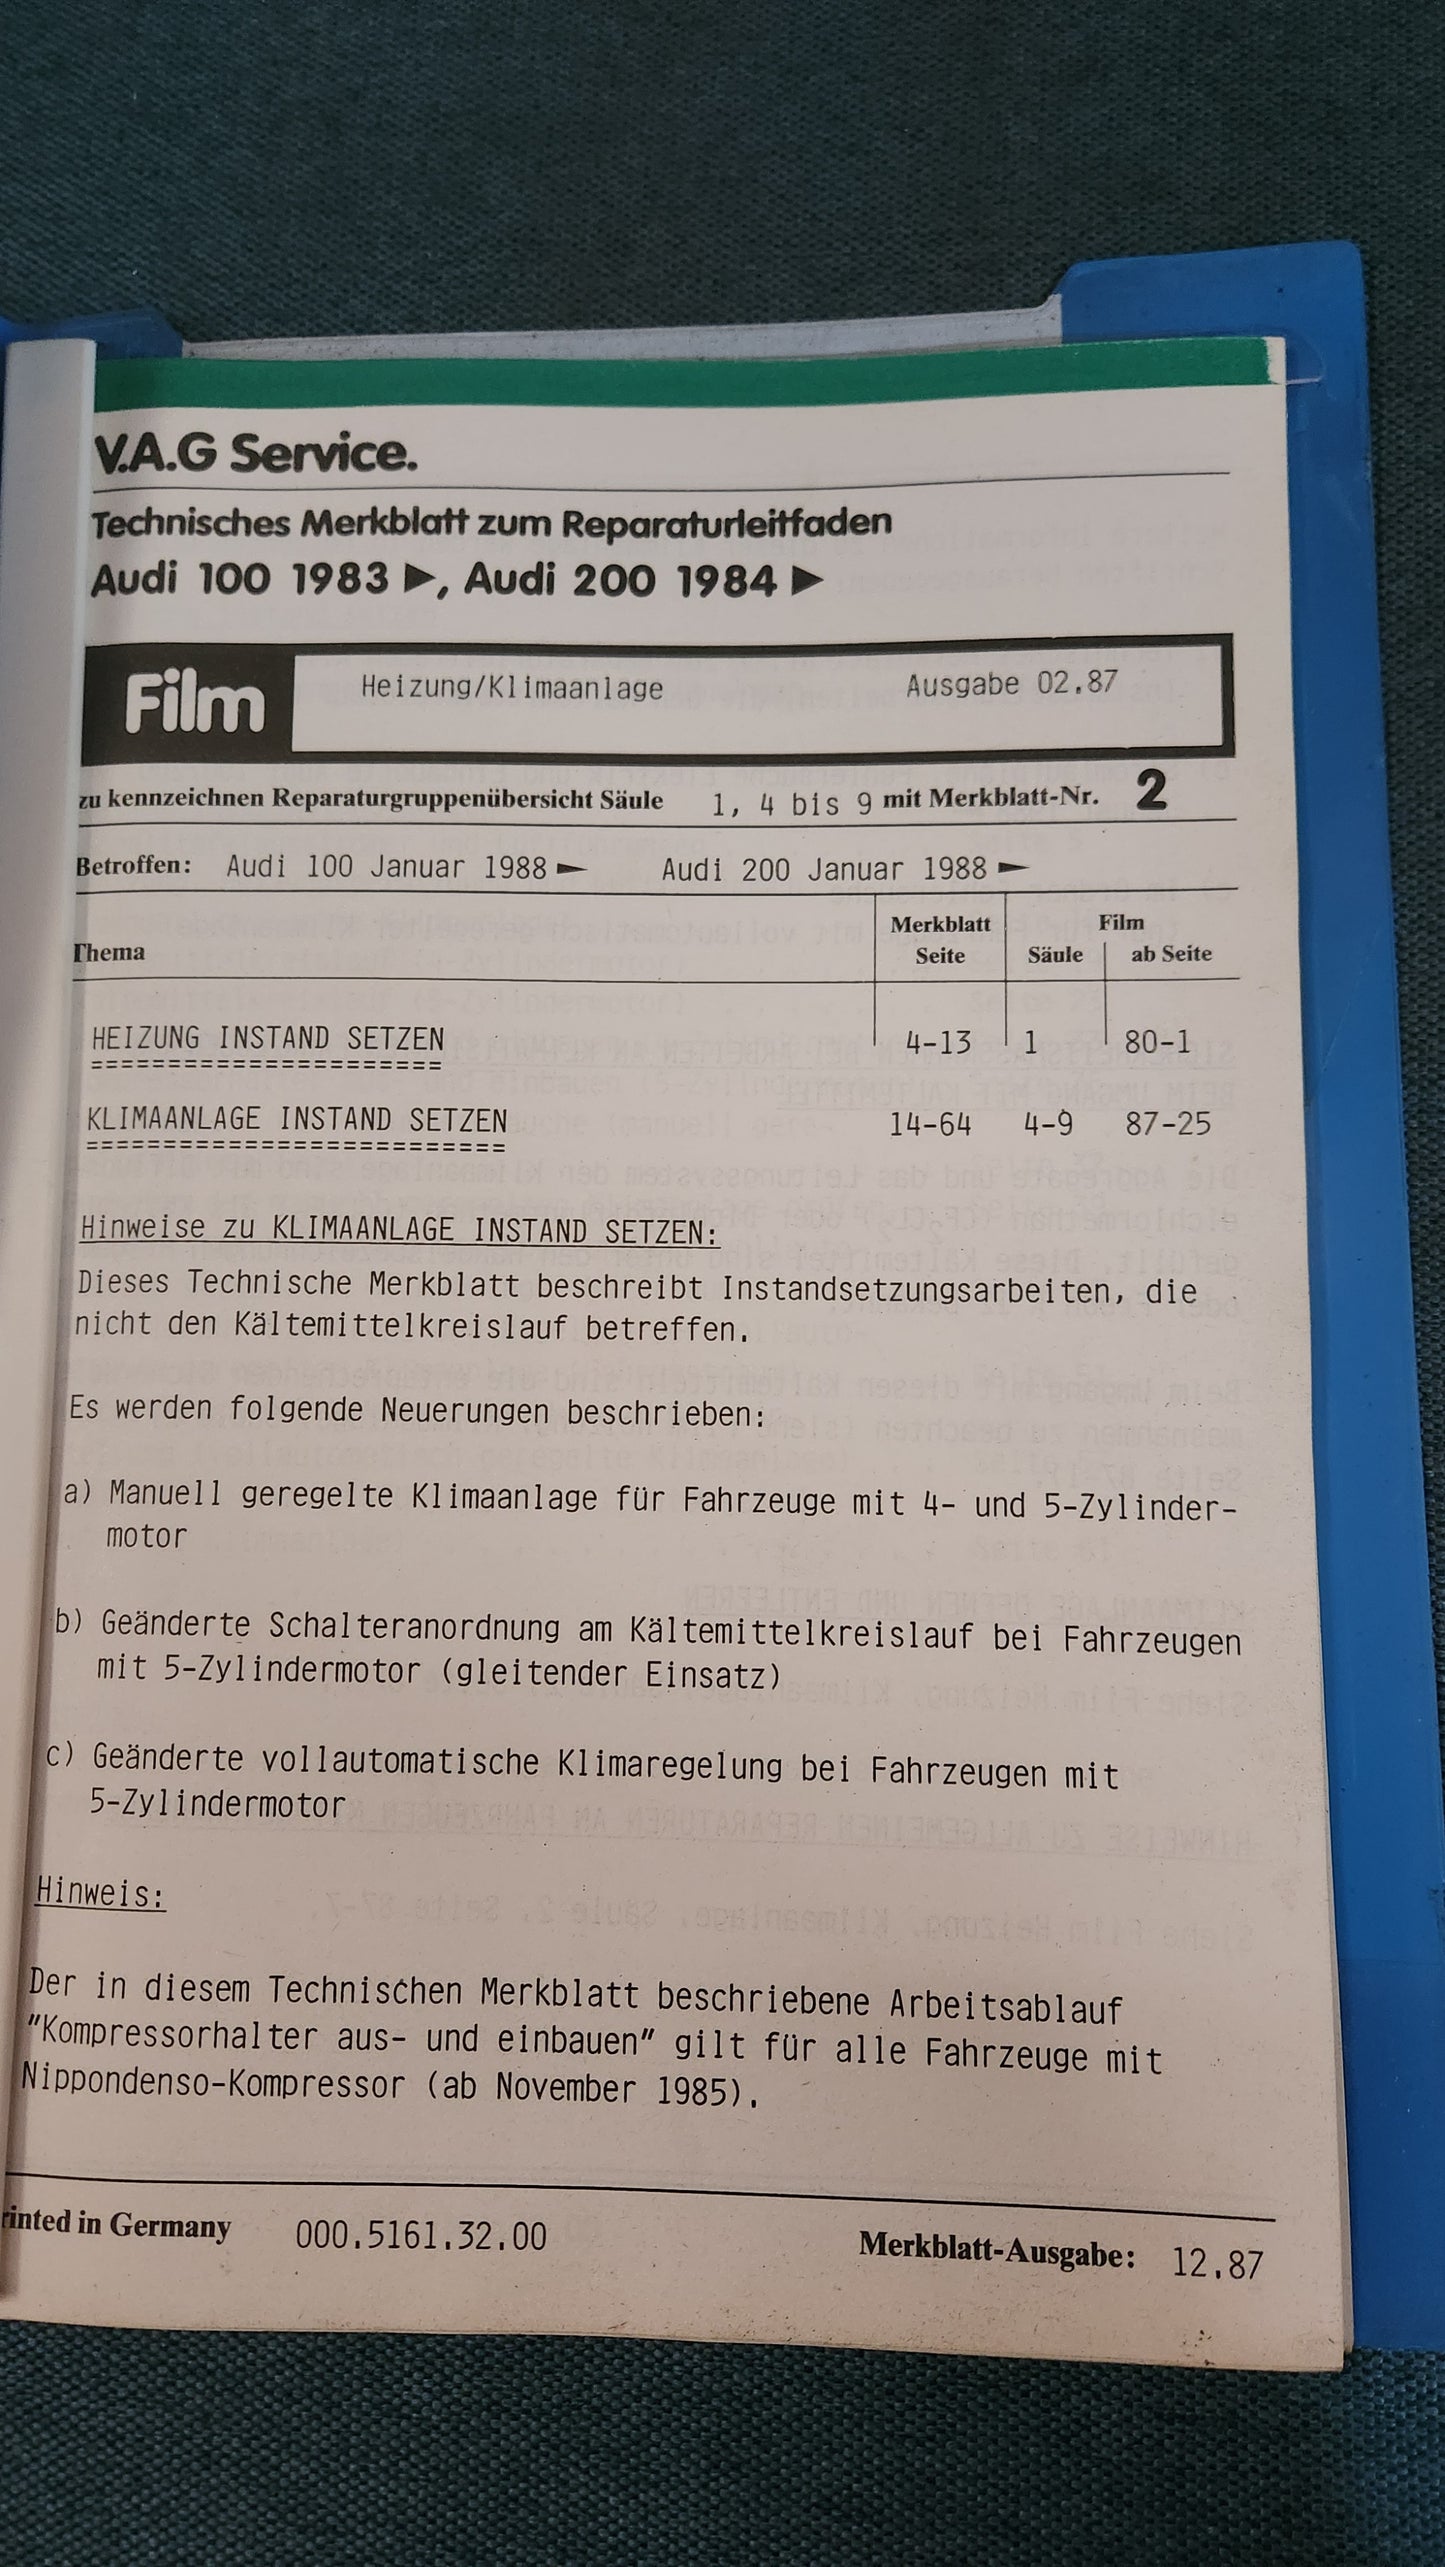 V.A.G Service.
Technisches Merkblatt zum Reparaturleitfaden
Audi 100 1983 ►, Audi 200 1984 ►
Film Heizung/Klimaanlage Ausgabe 02.87
zu kennzeichnen Reparaturgruppenübersicht Säule 1, 4 bis 9 mit Merkblatt-Nr. 2
Betroffen: Audi 100 Januar 1988 ► Audi 200 Januar 1988 ►
Merkblatt Film
Thema Seite Säule ab Seite
HEIZUNG INSTAND SETZEN 4-13 1 80-1
=======================
KLIMAANLAGE INSTAND SETZEN 14-64 4-9 87-25
===========================
Hinweise zu KLIMAANLAGE INSTAND SETZEN:
Dieses Technische Merkblatt beschreibt Instandsetzungsarbeiten, die
nicht den Kältemittelkreislauf betreffen.
Es werden folgende Neuerungen beschrieben:
a) Manuell geregelte Klimaanlage für Fahrzeuge mit 4- und 5-Zylinder-
motor
b) Geänderte Schalteranordnung am Kältemittelkreislauf bei Fahrzeugen
mit 5-Zylindermotor (gleitender Einsatz)
c) Geänderte vollautomatische Klimaregelung bei Fahrzeugen mit
5-Zylindermotor
Hinweis:
Der in diesem Technischen Merkblatt beschriebene Arbeitsablauf
"Kompressorhalter aus- und einbauen" gilt für alle Fahrzeuge mit
Nippondenso-Kompressor (ab November 1985).
rinted in Germany 000.5161.32.00 Merkblatt-Ausgabe: 12.87